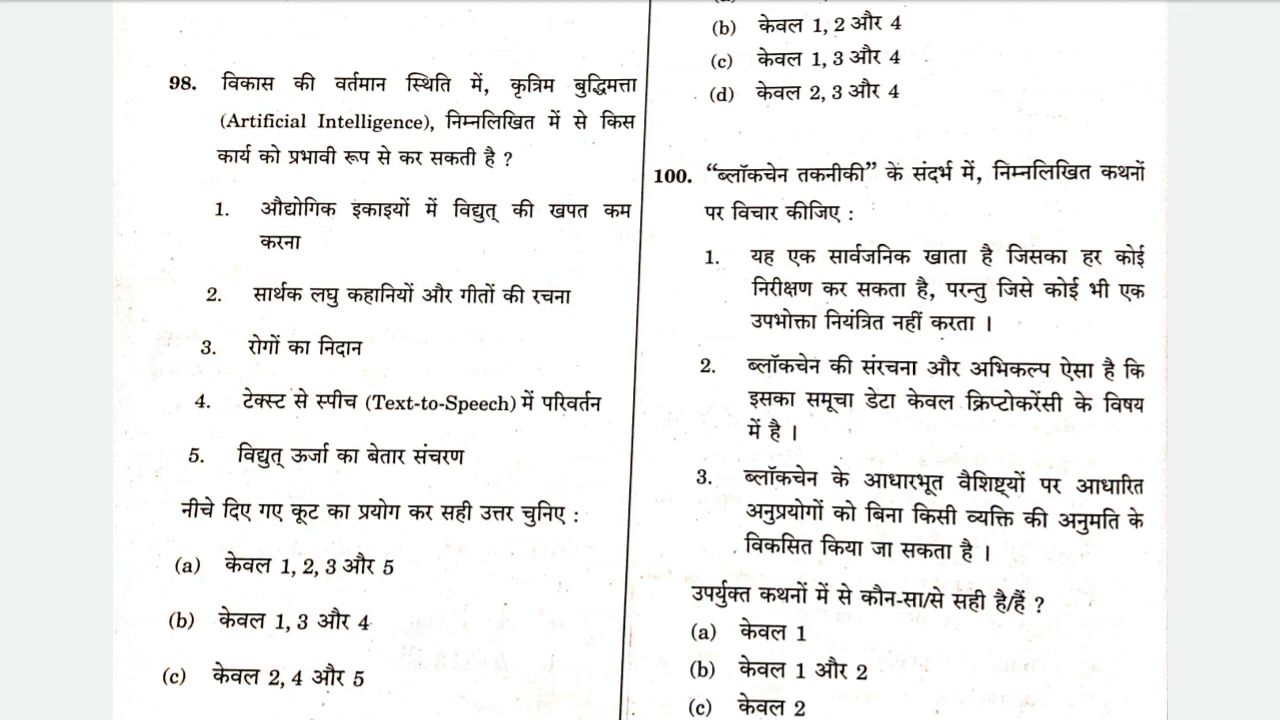 98. विकास की वर्तमान स्थिति में, कृत्रिम बुद्धिमत्ता
(Artificial Intelligence), निम्नलिखित में से किस
कार्य को प्रभावी रूप से कर सकती है ?
1. औद्योगिक इकाइयों में विद्युत् की खपत कम
करना
2. सार्थक लघु कहानियों और गीतों की रचना
3. रोगों का निदान
4. टेक्स्ट से स्पीच (Text-to-Speech) में परिवर्तन
5. विद्युत् ऊर्जा का बेतार संचरण
नीचे दिए गए कूट का प्रयोग कर सही उत्तर चुनिए :
(a) केवल 1, 2, 3 और 5
(b) केवल 1, 3 और 4
(c) केवल 2, 4 और 5
(b) केवल 1, 2 और 4
(c) केवल 1, 3 और 4
(d) केवल 2, 3 और 4
100. “ब्लॉकचेन तकनीकी” के संदर्भ में, निम्नलिखित कथनों
पर विचार कीजिए :
1. यह एक सार्वजनिक खाता है जिसका हर कोई
निरीक्षण कर सकता है, परन्तु जिसे कोई भी एक
उपभोक्ता नियंत्रित नहीं करता ।
2. ब्लॉकचेन की संरचना और अभिकल्प ऐसा है कि
इसका समूचा डेटा केवल क्रिप्टोकरेंसी के विषय
में है ।
3. ब्लॉकचेन के आधारभूत वैशिष्ट्यों पर आधारित
अनुप्रयोगों को बिना किसी व्यक्ति की अनुमति के
विकसित किया जा सकता है ।
उपर्युक्त कथनों में से कौन-सा/से सही है/हैं ?
(a) केवल 1
(b) केवल 1 और 2
(c) केवल 2